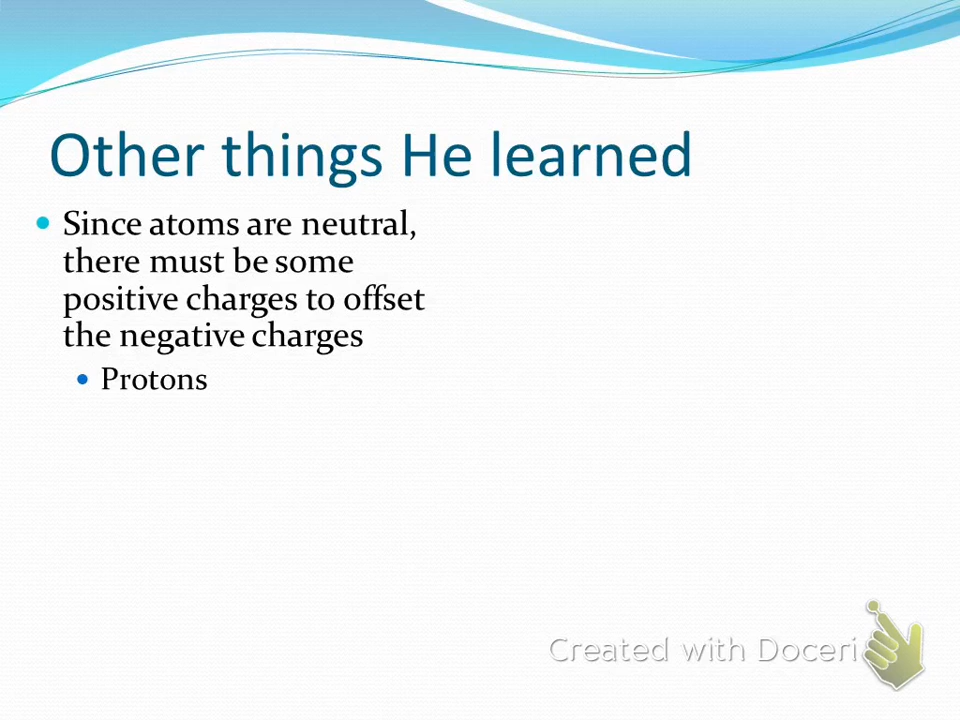 Other things He learned
Since atoms are neutral,
there must be some
positive charges to offset
the negative charges
Protons
Created with Doceri